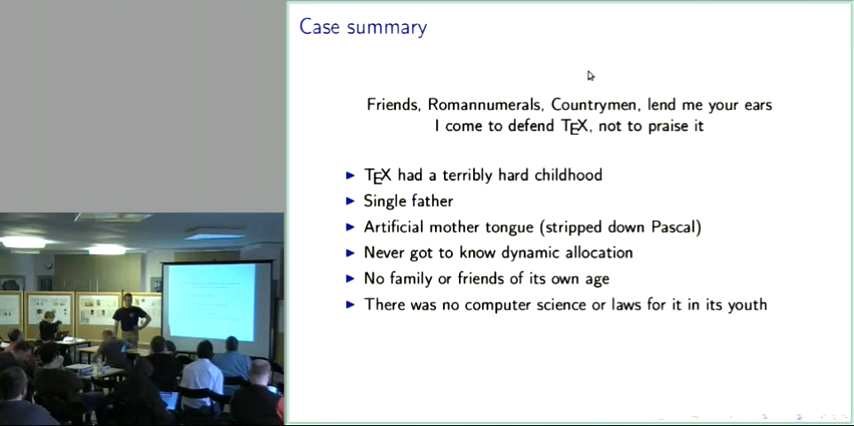 Case summary
Friends, Romannumerals, Countrymen, lend me your ears
I come to defend TEX, not to praise it
TEX had a terribly hard childhood
Single father
Artificial mother tongue (stripped down Pascal)
Never got to know dynamic allocation
No family or friends of its own age
There was no computer science or laws for it in its youth